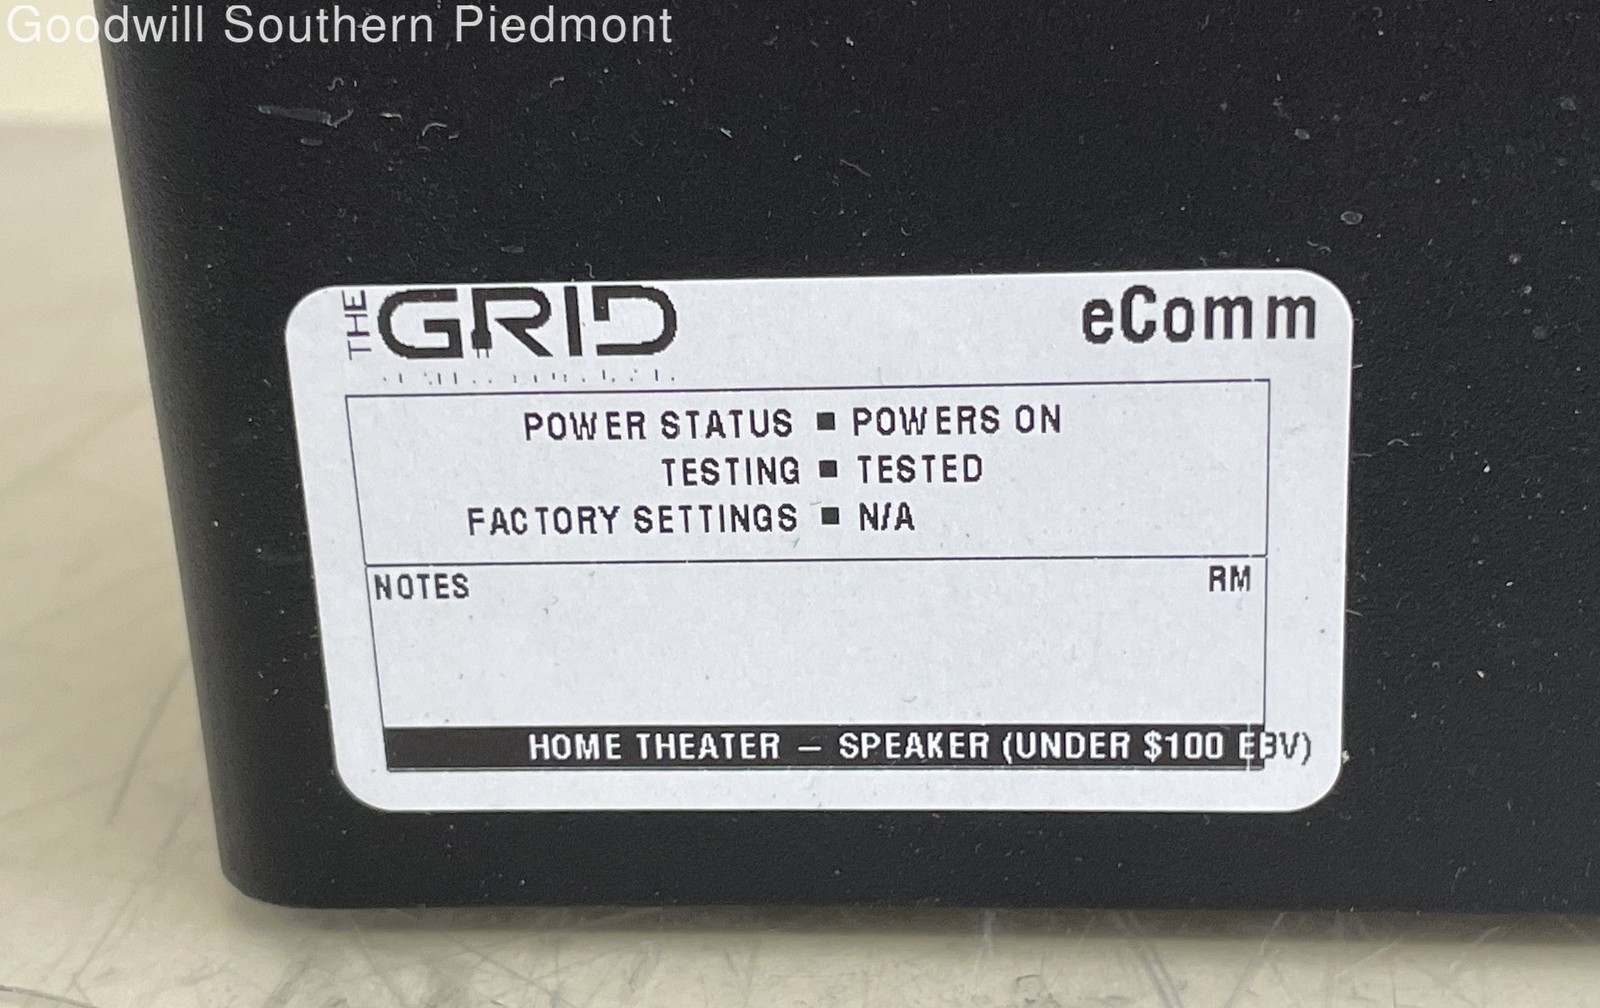 Goodwill Southern Piedmont
THE GRID
eComm
POWER STATUS ▪ POWERS ON
TESTING ▪ TESTED
FACTORY SETTINGS ▪ N/A
NOTES
RM
HOME THEATER – SPEAKER (UNDER $100 EBV)